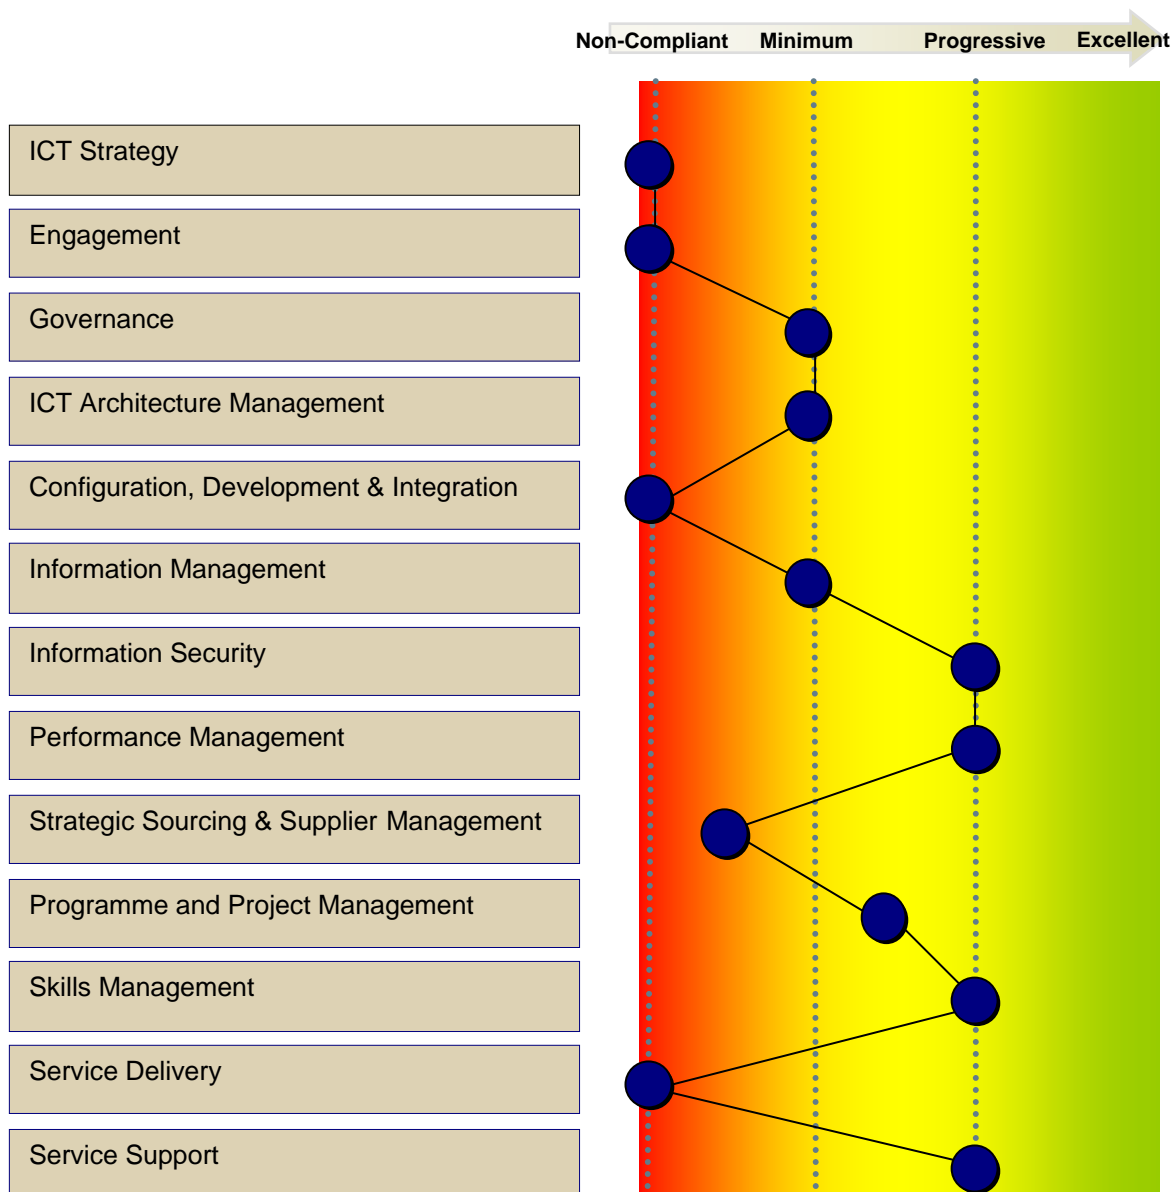 Non-Compliant Minimum Progressive Excellent
ICT Strategy
Engagement
Governance
ICT Architecture Management
Configuration, Development & Integration
Information Management
Information Security
Performance Management
Strategic Sourcing & Supplier Management
Programme and Project Management
Skills Management
Service Delivery
Service Support